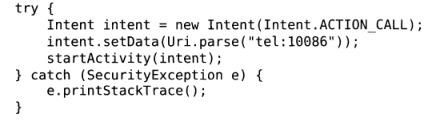 try {
    Intent intent = new Intent(Intent.ACTION_CALL);
    intent.setData(Uri.parse("tel:10086"));
    startActivity(intent);
} catch (SecurityException e) {
    e.printStackTrace();
}